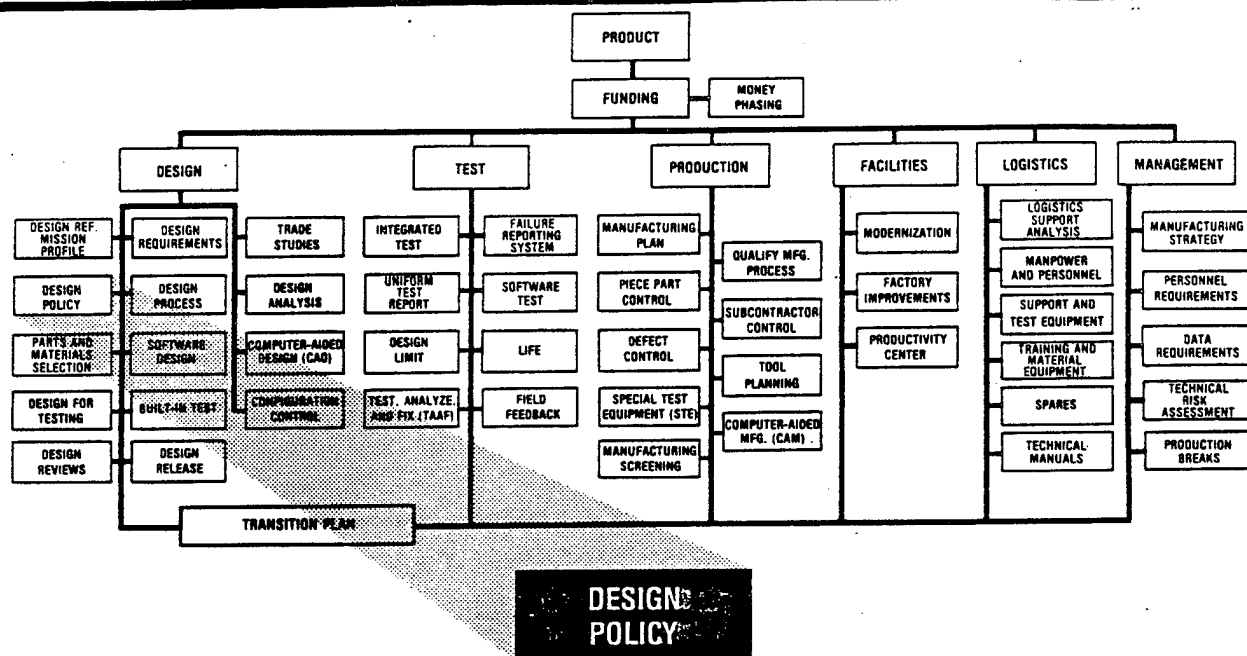 PRODUCT
FUNDING
MONEY
PHASING
DESIGN
TEST
PRODUCTION
FACILITIES
LOGISTICS
MANAGEMENT
DESIGN REF.
MISSION
PROFILE
DESIGN
REQUIREMENTS
TRADE
STUDIES
DESIGN
POLICY
DESIGN
PROCESS
DESIGN
ANALYSIS
PARTS AND
MATERIALS
SELECTION
SOFTWARE
DESIGN
COMPUTER-AIDED
DESIGN (CAD)
DESIGN FOR
TESTING
BUILT-IN TEST
CONFIGURATION
CONTROL
DESIGN
REVIEWS
DESIGN
RELEASE
INTEGRATED
TEST
FAILURE
REPORTING
SYSTEM
UNIFORM
TEST
REPORT
SOFTWARE
TEST
DESIGN
LIMIT
LIFE
TEST, ANALYZE,
AND FIX (TAAF)
FIELD
FEEDBACK
MANUFACTURING
PLAN
QUALIFY MFG.
PROCESS
PIECE PART
CONTROL
SUBCONTRACTOR
CONTROL
DEFECT
CONTROL
TOOL
PLANNING
SPECIAL TEST
EQUIPMENT (STE)
COMPUTER-AIDED
MFG. (CAM)
MANUFACTURING
SCREENING
MODERNIZATION
FACTORY
IMPROVEMENTS
PRODUCTIVITY
CENTER
LOGISTICS
SUPPORT
ANALYSIS
MANPOWER
AND PERSONNEL
SUPPORT AND
TEST EQUIPMENT
TRAINING AND
MATERIAL
EQUIPMENT
SPARES
TECHNICAL
MANUALS
MANUFACTURING
STRATEGY
PERSONNEL
REQUIREMENTS
DATA
REQUIREMENTS
TECHNICAL
RISK
ASSESSMENT
PRODUCTION
BREAKS
TRANSITION PLAN
DESIGN
POLICY